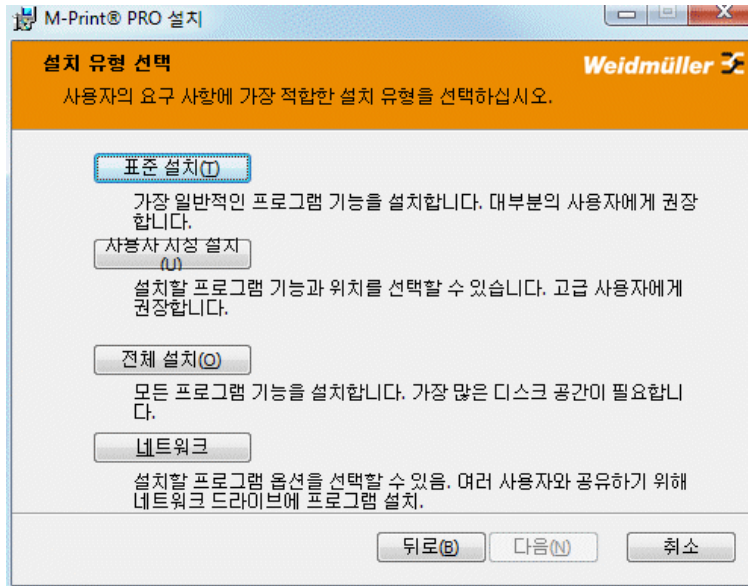 M-Print® PRO 설치
설치 유형 선택
Weidmüller
사용자의 요구 사항에 가장 적합한 설치 유형을 선택하십시오.
표준 설치(T)
가장 일반적인 프로그램 기능을 설치합니다. 대부분의 사용자에게 권장
합니다.
사용자 지정 설치
(U)
설치할 프로그램 기능과 위치를 선택할 수 있습니다. 고급 사용자에게
권장합니다.
전체 설치(O)
모든 프로그램 기능을 설치합니다. 가장 많은 디스크 공간이 필요합니
다.
네트워크
설치할 프로그램 옵션을 선택할 수 있음. 여러 사용자와 공유하기 위해
네트워크 드라이브에 프로그램 설치.
뒤로(B)
다음(N)
취소